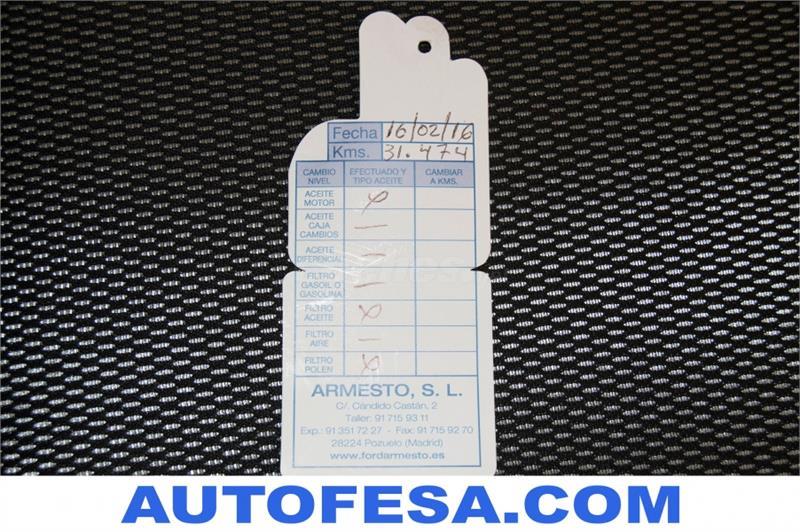 Fecha 16/02/16
Kms. 31.474
CAMBIO NIVEL EFECTUADO Y TIPO ACEITE CAMBIAR A KMS.
ACEITE MOTOR
ACEITE CAJA CAMBIOS —
ACEITE DIFERENCIAL —
FILTRO GASOIL O GASOLINA —
FILTRO ACEITE
FILTRO AIRE —
FILTRO POLEN
ARMESTO, S. L.
C/. Cándido Castán, 2
Taller: 91 715 93 11
Exp.: 91 351 72 27 - Fax: 91 715 92 70
28224 Pozuelo (Madrid)
www.fordarmesto.es
AUTOFESA.COM